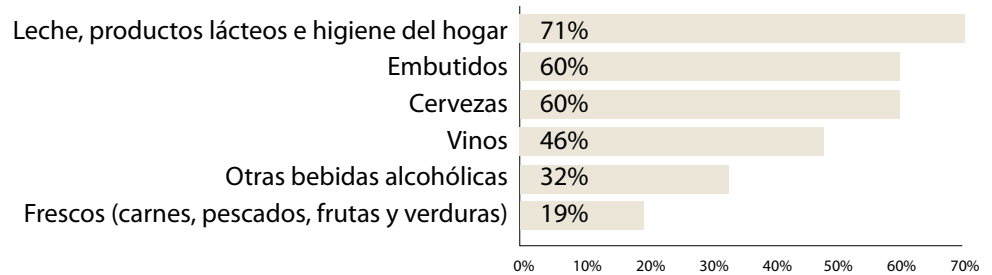 Leche, productos lácteos e higiene del hogar 71%
Embutidos 60%
Cervezas 60%
Vinos 46%
Otras bebidas alcohólicas 32%
Frescos (carnes, pescados, frutas y verduras) 19%
0% 10% 20% 30% 40% 50% 60% 70%